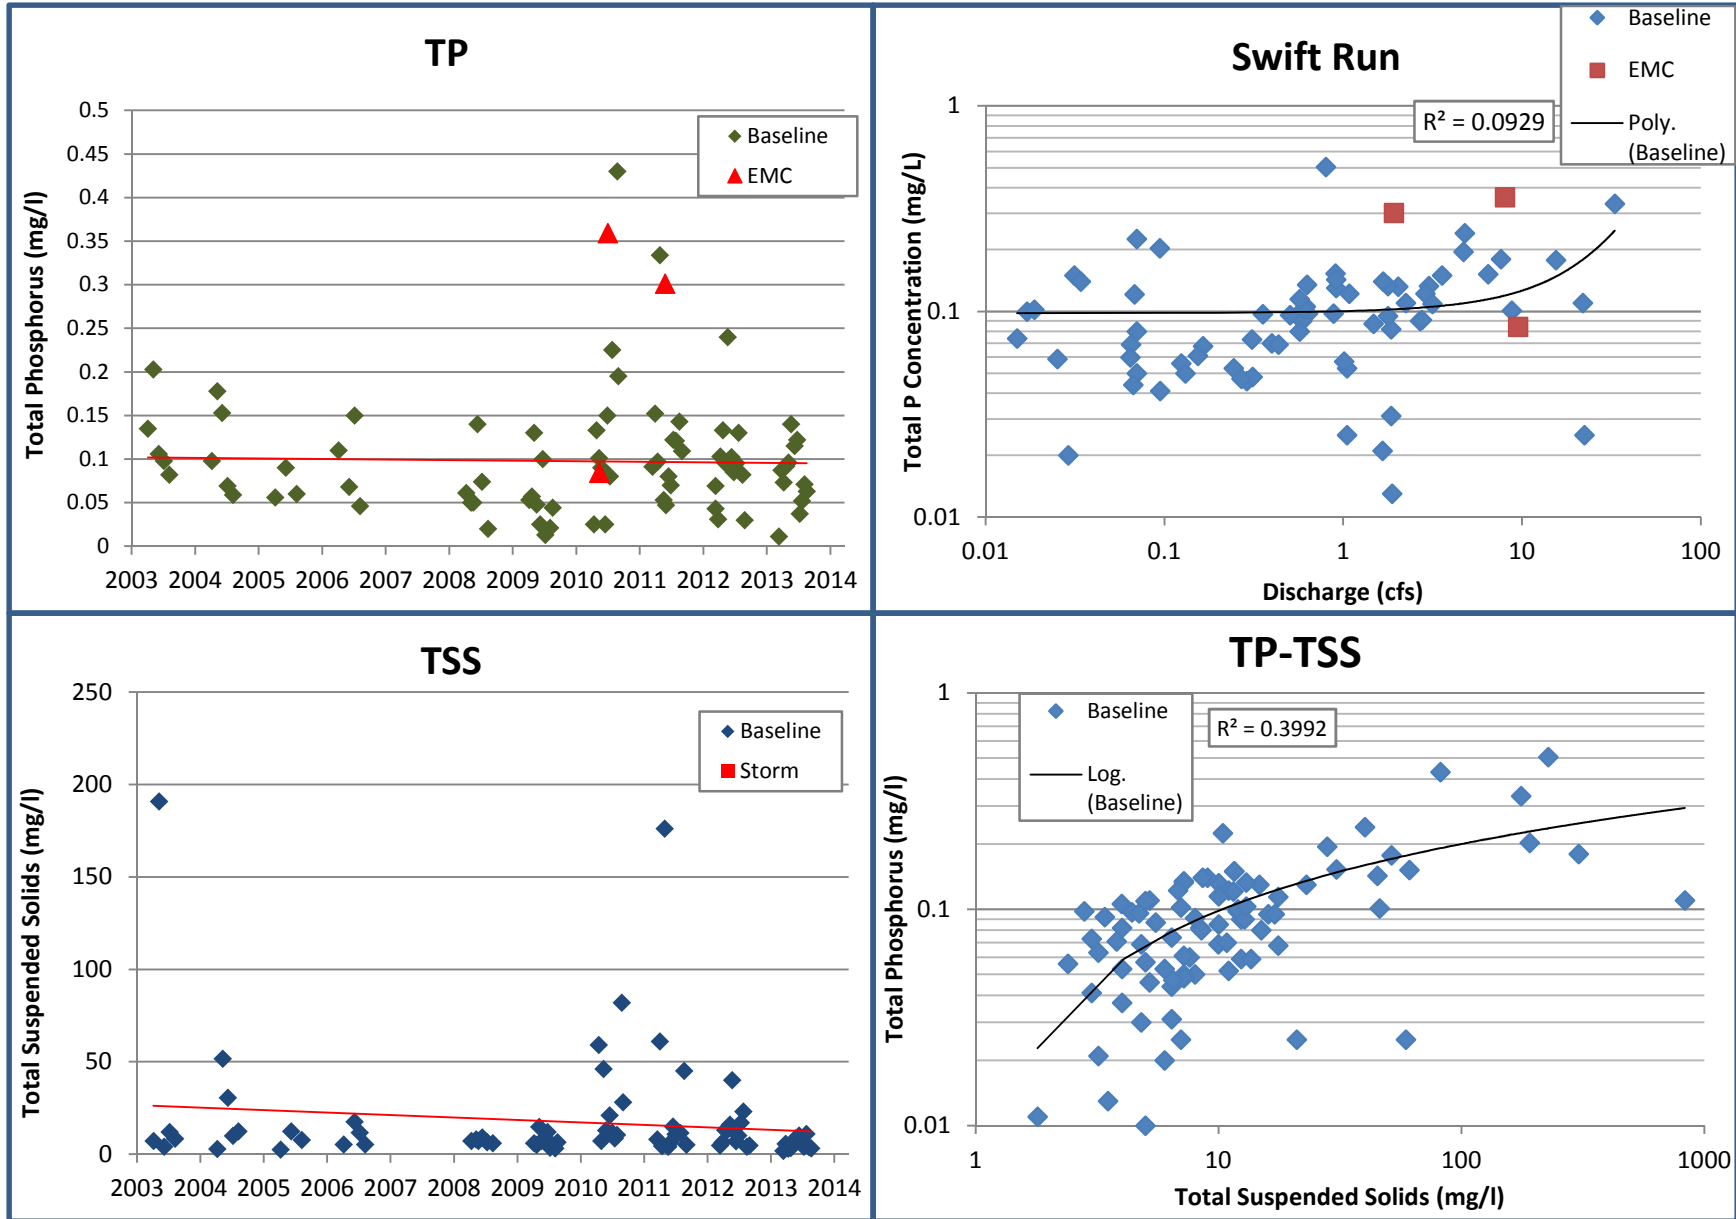 TP
0.5
0.45
0.4
0.35
0.3
0.25
0.2
0.15
0.1
0.05
0
Total Phosphorus (mg/l)
Baseline
EMC
2003 2004 2005 2006 2007 2008 2009 2010 2011 2012 2013 2014
Swift Run
Baseline
EMC
Poly.
(Baseline)
R² = 0.0929
1
0.1
0.01
Total P Concentration (mg/L)
0.01 0.1 1 10 100
Discharge (cfs)
TSS
250
200
150
100
50
0
Total Suspended Solids (mg/l)
Baseline
Storm
2003 2004 2005 2006 2007 2008 2009 2010 2011 2012 2013 2014
TP-TSS
Baseline
Log.
(Baseline)
R² = 0.3992
1
0.1
0.01
Total Phosphorus (mg/l)
1 10 100 1000
Total Suspended Solids (mg/l)